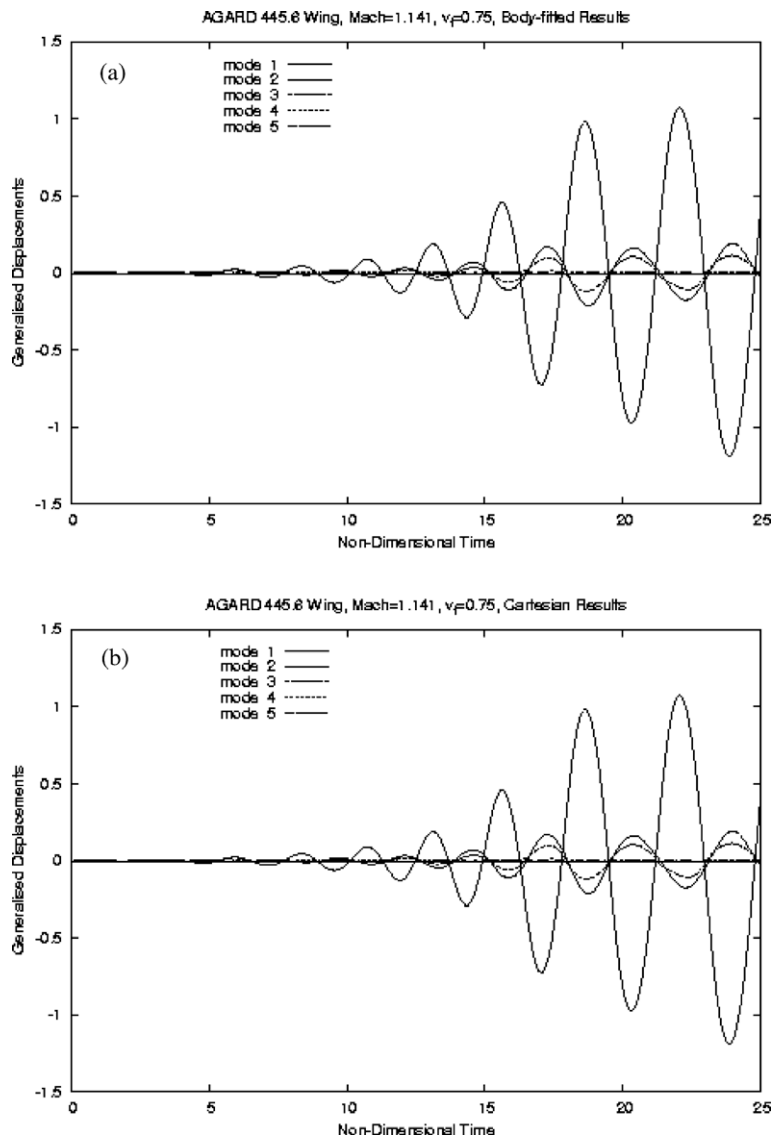 AGARD 445.6 Wing, Mach=1.141, vf=0.75, Body-fitted Results
(a)
mode 1
mode 2
mode 3
mode 4
mode 5
1.5
1
0.5
0
-0.5
-1
-1.5
Generalised Displacements
0 5 10 15 20 25
Non-Dimensional Time
AGARD 445.6 Wing, Mach=1.141, vf=0.75, Cartesian Results
(b)
mode 1
mode 2
mode 3
mode 4
mode 5
1.5
1
0.5
0
-0.5
-1
-1.5
Generalised Displacements
0 5 10 15 20 25
Non-Dimensional Time